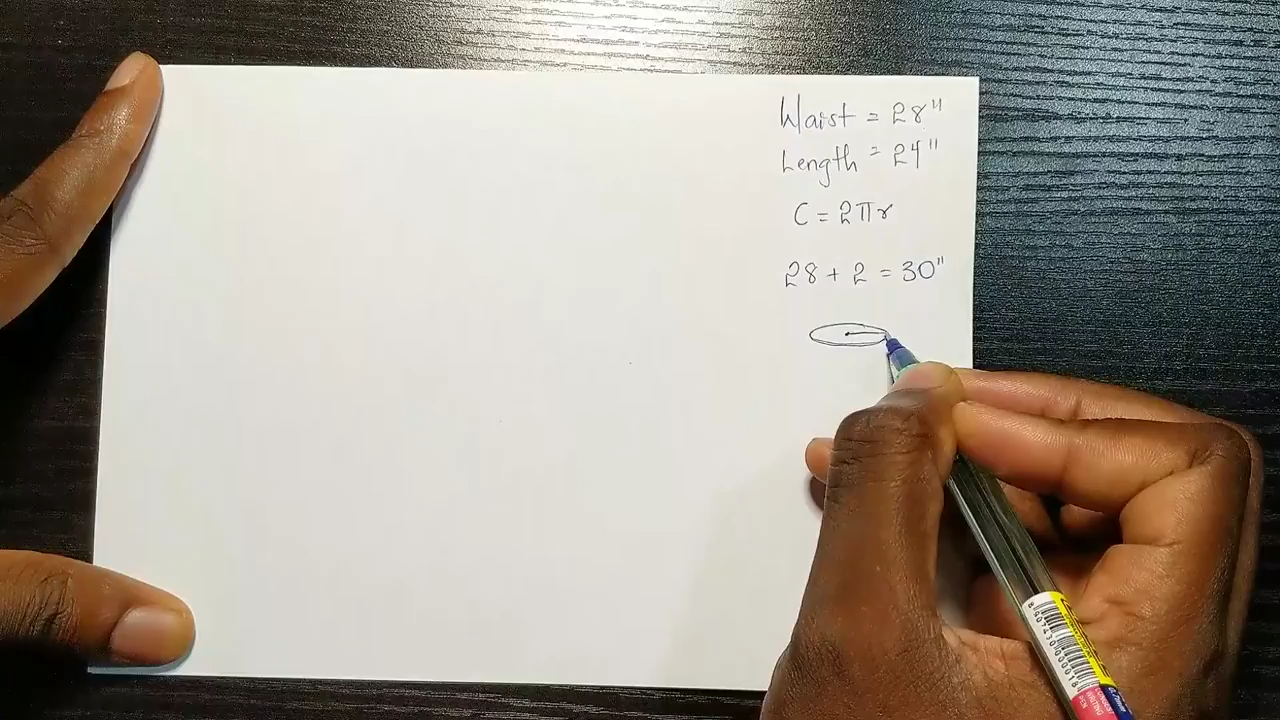 Waist = 28"
Length = 24"
C = 2πr
28 + 2 = 30"